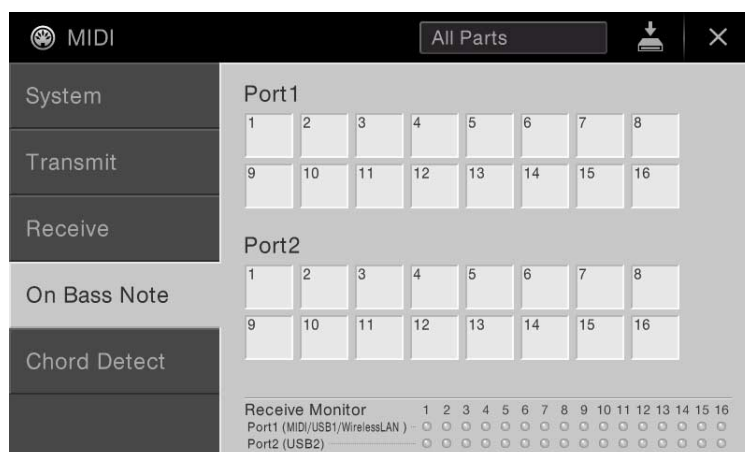 MIDI
All Parts
System
Transmit
Receive
On Bass Note
Chord Detect
Port1
1 2 3 4 5 6 7 8
9 10 11 12 13 14 15 16
Port2
1 2 3 4 5 6 7 8
9 10 11 12 13 14 15 16
Receive Monitor 1 2 3 4 5 6 7 8 9 10 11 12 13 14 15 16
Port1 (MIDI/USB1/WirelessLAN )
Port2 (USB2)